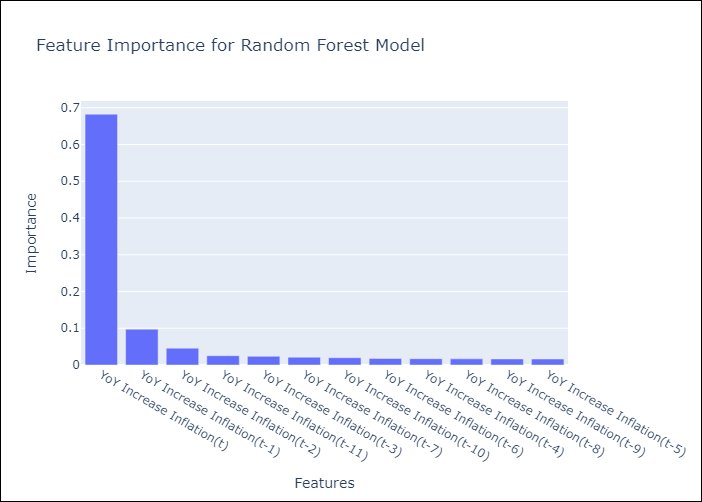 Feature Importance for Random Forest Model
Importance
0.7
0.6
0.5
0.4
0.3
0.2
0.1
0
YoY Increase Inflation(t)
YoY Increase Inflation(t-1)
YoY Increase Inflation(t-2)
YoY Increase Inflation(t-11)
YoY Increase Inflation(t-3)
YoY Increase Inflation(t-7)
YoY Increase Inflation(t-10)
YoY Increase Inflation(t-6)
YoY Increase Inflation(t-4)
YoY Increase Inflation(t-8)
YoY Increase Inflation(t-9)
YoY Increase Inflation(t-5)
Features